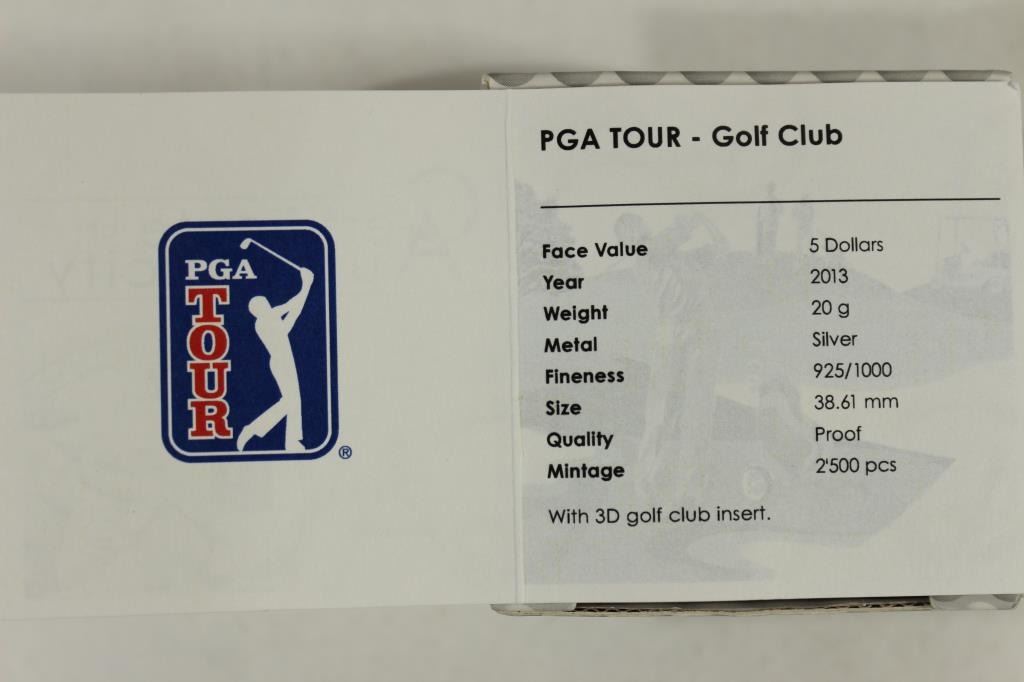 PGA
TOUR
®
PGA TOUR - Golf Club
Face Value 5 Dollars
Year 2013
Weight 20 g
Metal Silver
Fineness 925/1000
Size 38.61 mm
Quality Proof
Mintage 2'500 pcs
With 3D golf club insert.